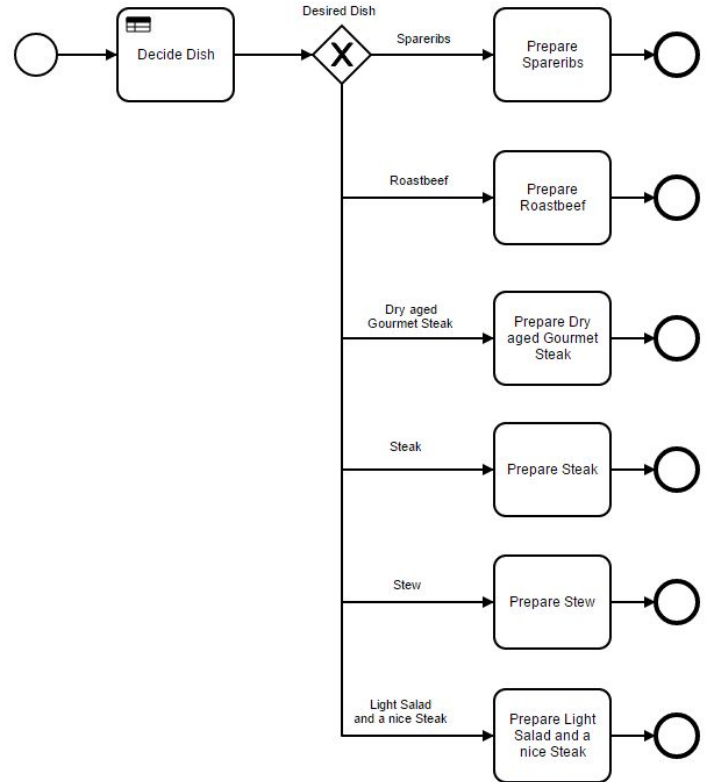 Desired Dish
Decide Dish
Spareribs
Prepare
Spareribs
Roastbeef
Prepare
Roastbeef
Dry aged
Gourmet Steak
Prepare Dry
aged Gourmet
Steak
Steak
Prepare Steak
Stew
Prepare Stew
Light Salad
and a nice Steak
Prepare Light
Salad and a
nice Steak